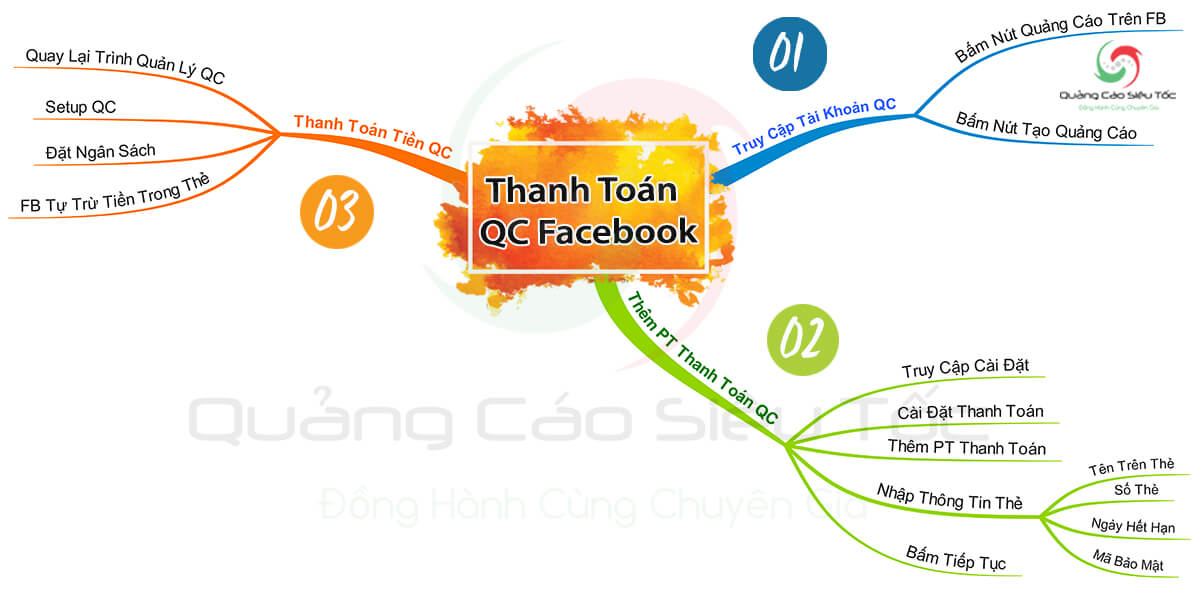 Thanh Toán
QC Facebook
01
Truy Cập Tài Khoản QC
Bấm Nút Quảng Cáo Trên FB
Bấm Nút Tạo Quảng Cáo
Quảng Cáo Siêu Tốc
Đồng Hành Cùng Chuyên Gia
02
Thêm PT Thanh Toán QC
Truy Cập Cài Đặt
Cài Đặt Thanh Toán
Thêm PT Thanh Toán
Nhập Thông Tin Thẻ
Tên Trên Thẻ
Số Thẻ
Ngáy Hết Hạn
Mã Bảo Mật
Bấm Tiếp Tục
03
Thanh Toán Tiền QC
Quay Lại Trình Quản Lý QC
Setup QC
Đặt Ngân Sách
FB Tự Trừ Tiền Trong Thẻ
Quảng Cáo Siêu Tốc
Đồng Hành Cùng Chuyên Gia